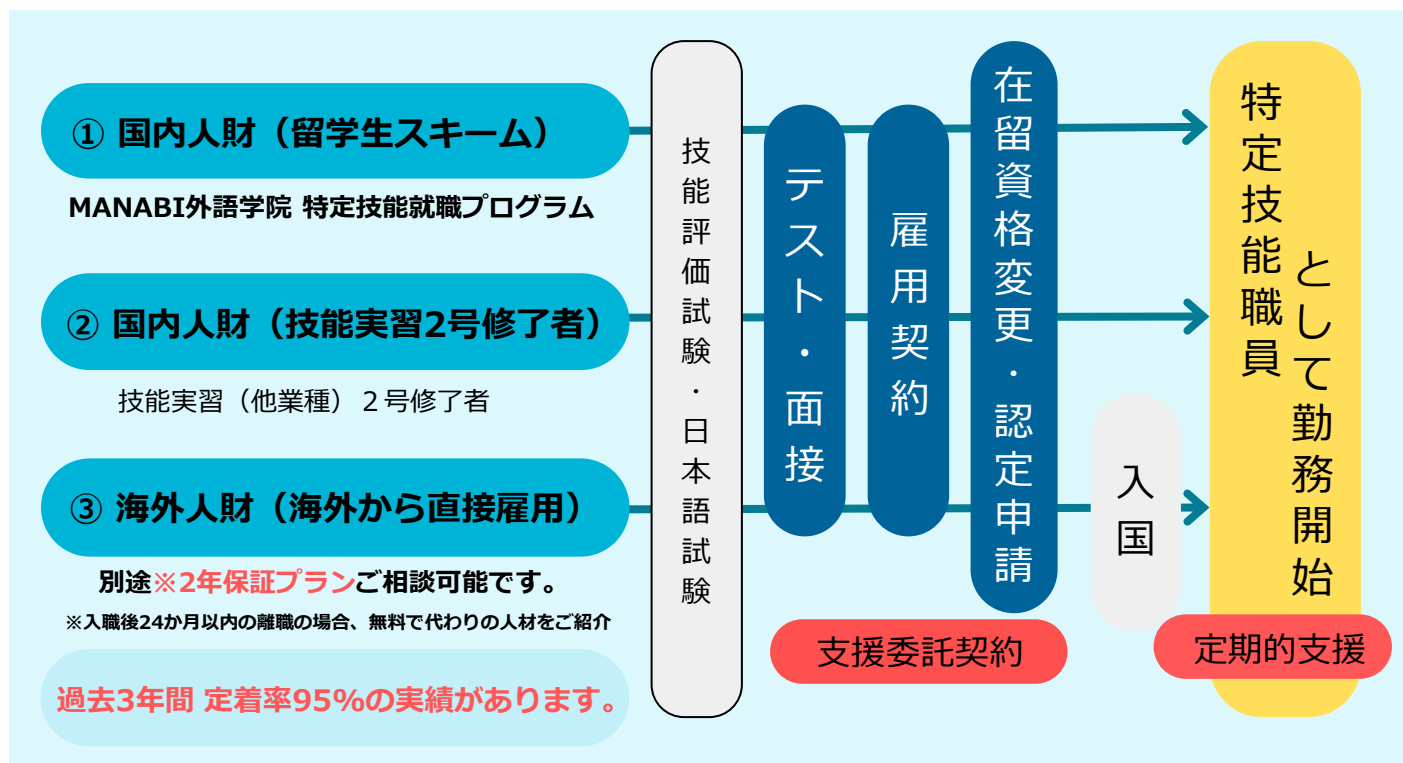 ① 国内人財（留学生スキーム）
MANABI外語学院 特定技能就職プログラム
② 国内人財（技能実習2号修了者）
技能実習（他業種）２号修了者
③ 海外人財（海外から直接雇用）
別途※2年保証プランご相談可能です。
※入職後24か月以内の離職の場合、無料で代わりの人材をご紹介
過去3年間 定着率95%の実績があります。
技能評価試験・日本語試験
テスト・面接
雇用契約
在留資格変更・認定申請
支援委託契約
入国
特定技能職員
として勤務開始
定期的支援